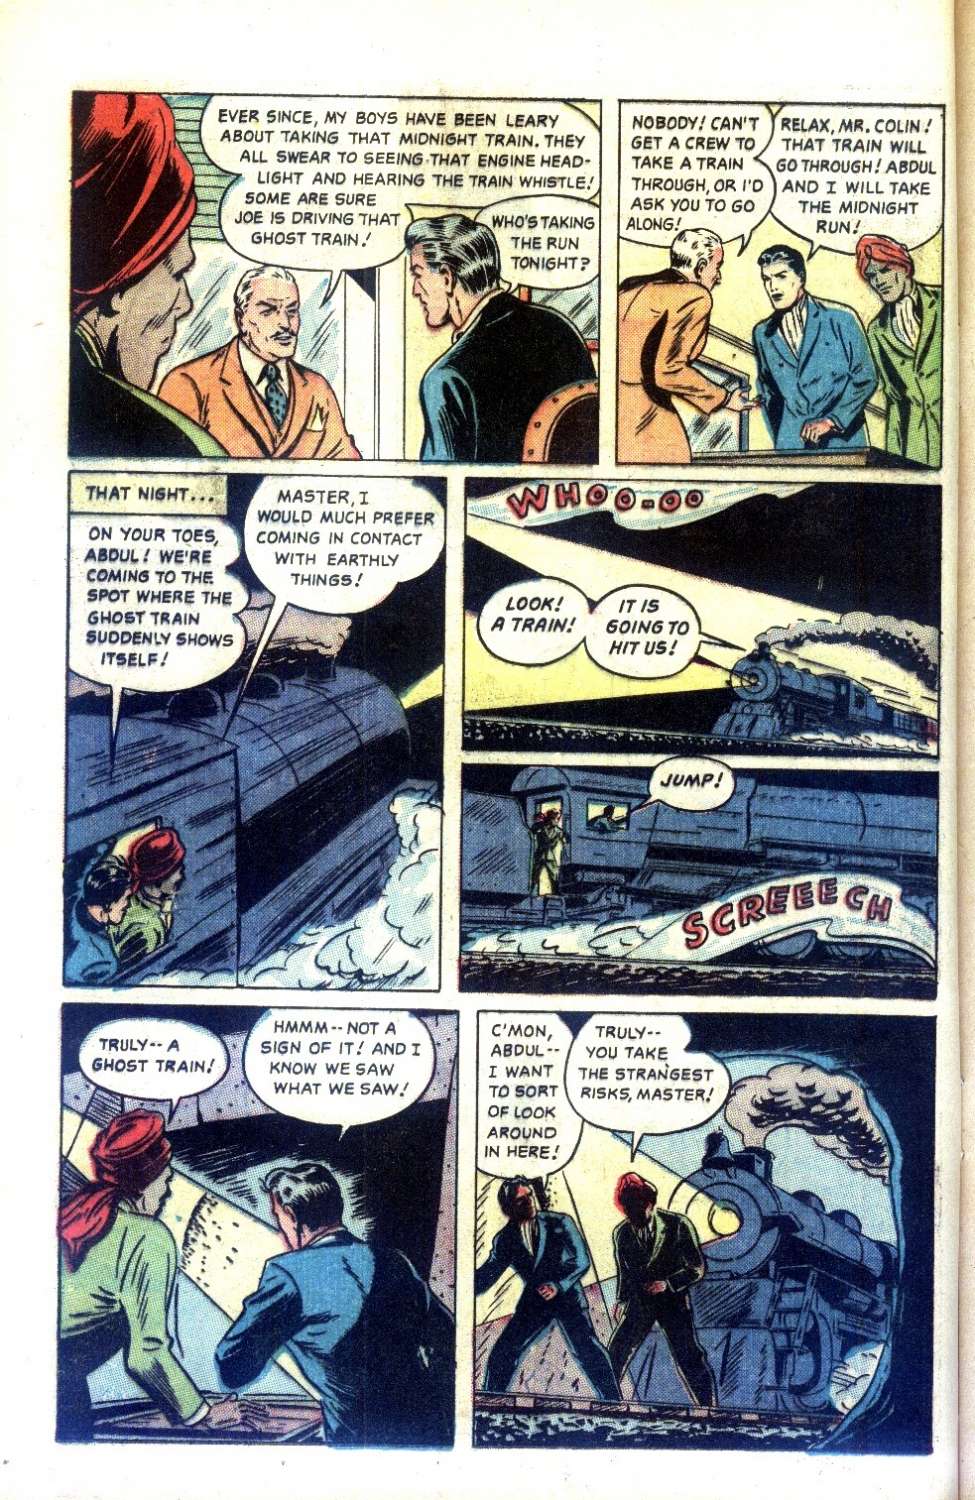 EVER SINCE, MY BOYS HAVE BEEN LEARY
ABOUT TAKING THAT MIDNIGHT TRAIN. THEY
ALL SWEAR TO SEEING THAT ENGINE HEAD-
LIGHT AND HEARING THE TRAIN WHISTLE!
SOME ARE SURE
JOE IS DRIVING THAT
GHOST TRAIN!
WHO'S TAKING
THE RUN
TONIGHT?
NOBODY! CAN'T
GET A CREW TO
TAKE A TRAIN
THROUGH, OR I'D
ASK YOU TO GO
ALONG!
RELAX, MR. COLIN!
THAT TRAIN WILL
GO THROUGH! ABDUL
AND I WILL TAKE
THE MIDNIGHT
RUN!
THAT NIGHT...
ON YOUR TOES,
ABDUL! WE'RE
COMING TO THE
SPOT WHERE THE
GHOST TRAIN
SUDDENLY SHOWS
ITSELF!
MASTER, I
WOULD MUCH PREFER
COMING IN CONTACT
WITH EARTHLY
THINGS!
WHOO-OO
LOOK!
A TRAIN!
IT IS
GOING TO
HIT US!
JUMP!
SCREEECH
TRULY-- A
GHOST TRAIN!
HMMM-- NOT A
SIGN OF IT! AND I
KNOW WE SAW
WHAT WE SAW!
C'MON,
ABDUL--
I WANT
TO SORT
OF LOOK
AROUND
IN HERE!
TRULY--
YOU TAKE
THE STRANGEST
RISKS, MASTER!